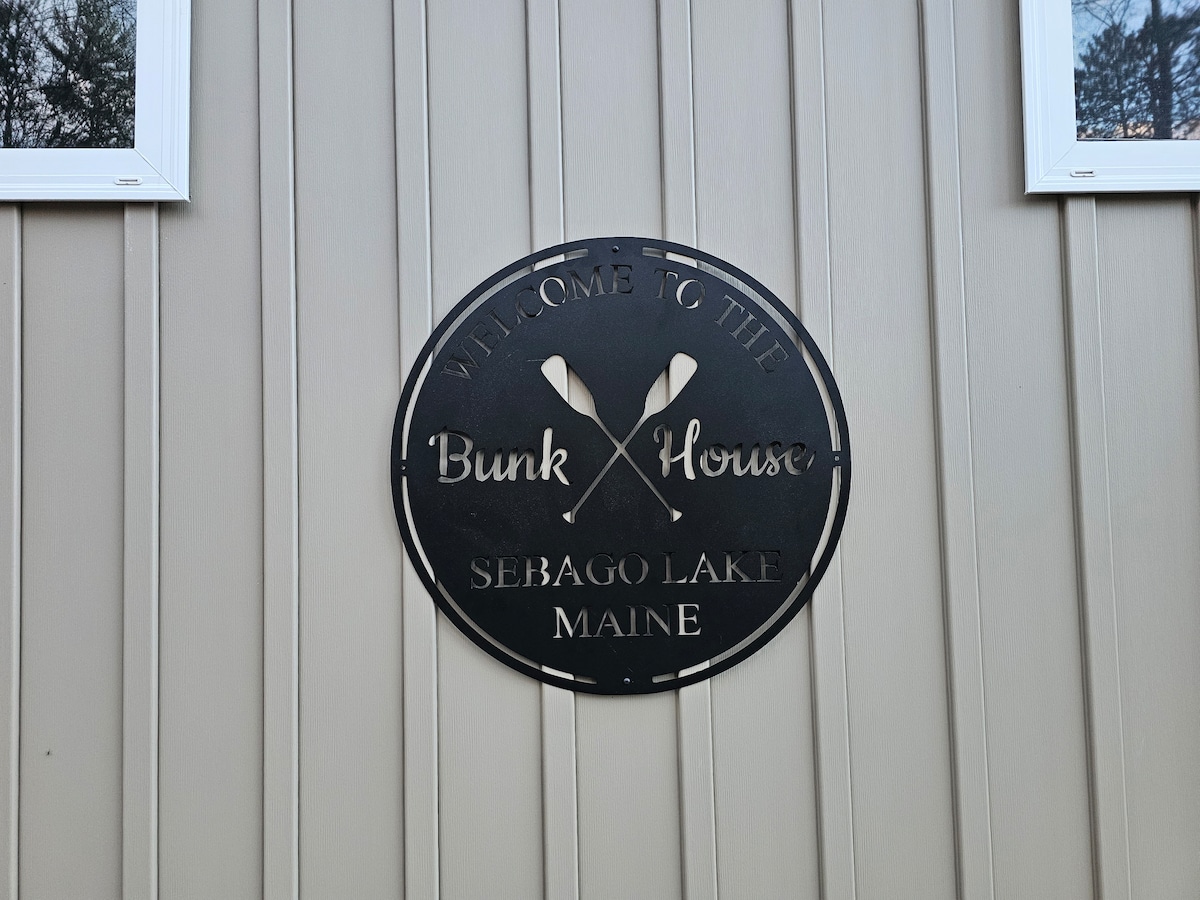 WELCOME TO THE
Bunk House
SEBAGO LAKE
MAINE